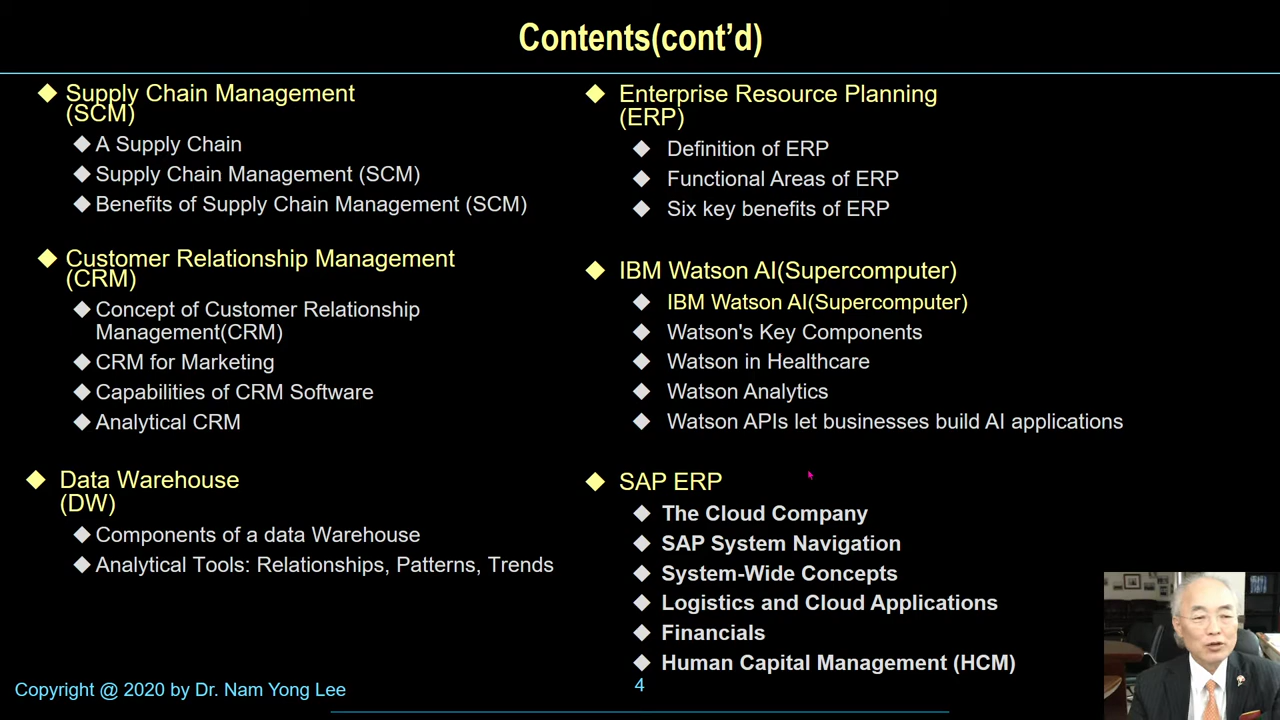 Contents(cont’d)
Supply Chain Management
(SCM)
A Supply Chain
Supply Chain Management (SCM)
Benefits of Supply Chain Management (SCM)
Customer Relationship Management
(CRM)
Concept of Customer Relationship
Management(CRM)
CRM for Marketing
Capabilities of CRM Software
Analytical CRM
Data Warehouse
(DW)
Components of a data Warehouse
Analytical Tools: Relationships, Patterns, Trends
Enterprise Resource Planning
(ERP)
Definition of ERP
Functional Areas of ERP
Six key benefits of ERP
IBM Watson AI(Supercomputer)
IBM Watson AI(Supercomputer)
Watson's Key Components
Watson in Healthcare
Watson Analytics
Watson APIs let businesses build AI applications
SAP ERP
The Cloud Company
SAP System Navigation
System-Wide Concepts
Logistics and Cloud Applications
Financials
Human Capital Management (HCM)
Copyright @ 2020 by Dr. Nam Yong Lee
4